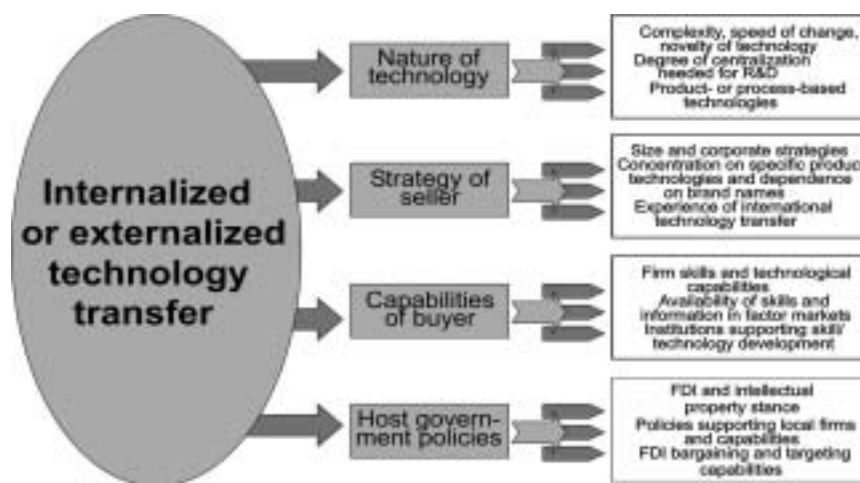 Internalized
or externalized
technology
transfer
Nature of
technology
Complexity, speed of change,
novelty of technology
Degree of centralization
needed for R&D
Product- or process-based
technologies
Strategy of
seller
Size and corporate strategies
Concentration on specific product
technologies and dependence
on brand names
Experience of international
technology transfer
Capabilities
of buyer
Firm skills and technological
capabilities
Availability of skills and
information in factor markets
Institutions supporting skill/
technology development
Host govern-
ment policies
FDI and intellectual
property stance
Policies supporting local firms
and capabilities
FDI bargaining and targeting
capabilities